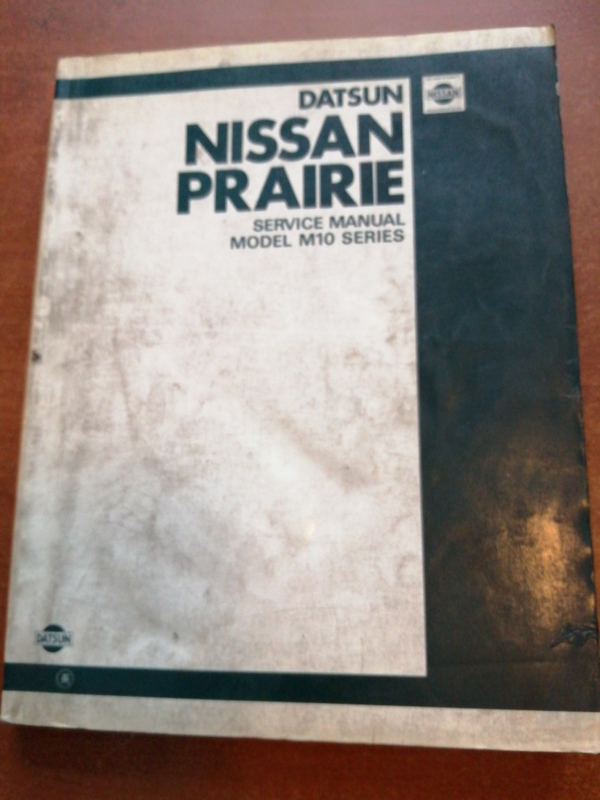 DATSUN
NISSAN
NISSAN
PRAIRIE
SERVICE MANUAL
MODEL M10 SERIES
DATSUN